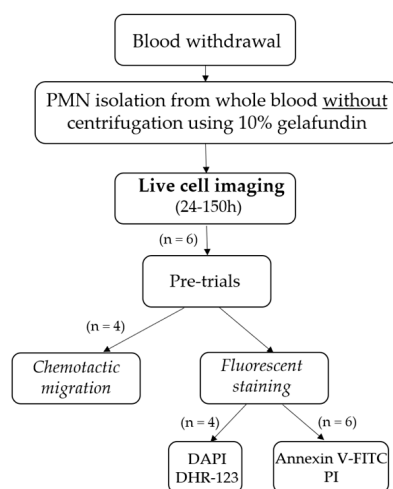 Blood withdrawal
PMN isolation from whole blood without
centrifugation using 10% gelafundin
Live cell imaging
(24-150h)
(n = 6)
Pre-trials
(n = 4)
Chemotactic
migration
Fluorescent
staining
(n = 4)
(n = 6)
DAPI
DHR-123
Annexin V-FITC
PI